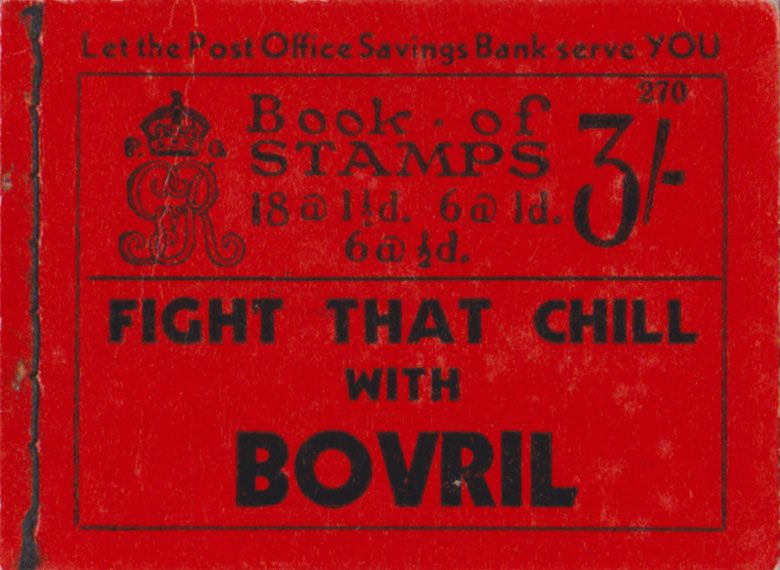 Let the Post Office Savings Bank serve YOU
270
P. O.
GR
Book · of
STAMPS
3/-
18 @ 1½d. 6 @ 1d.
6 @ ½d.
FIGHT THAT CHILL
WITH
BOVRIL